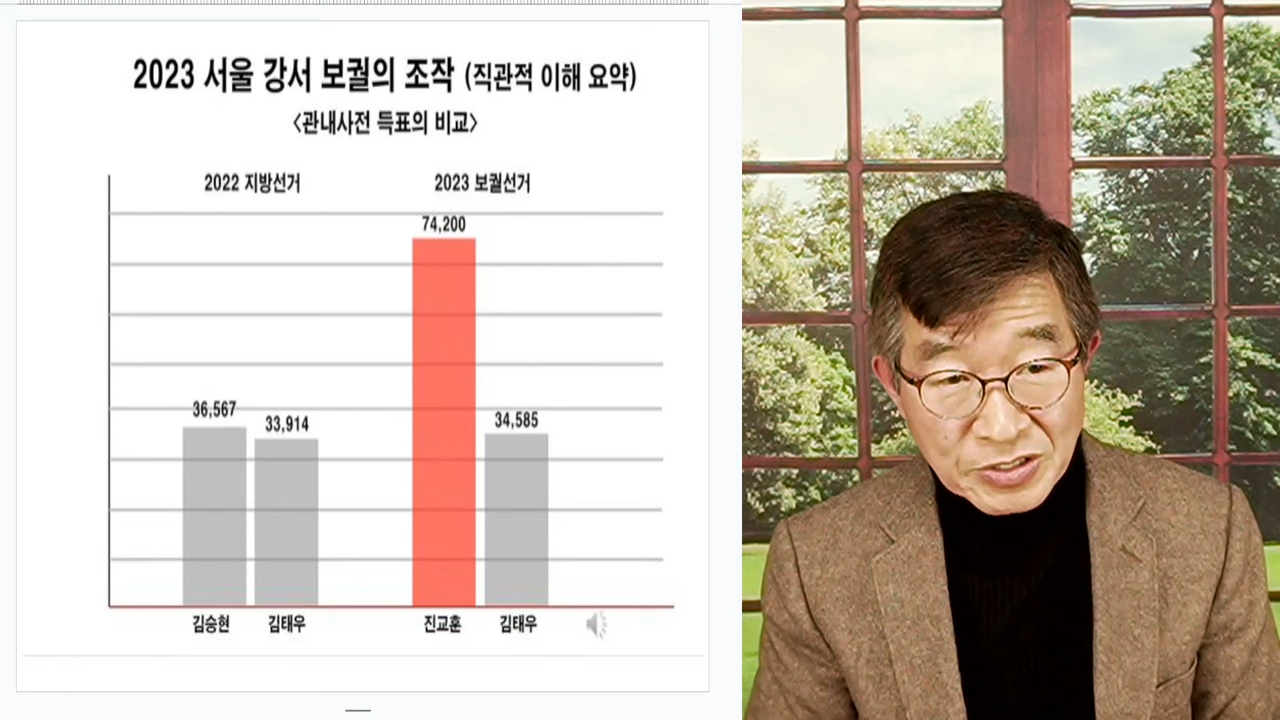 2023 서울 강서 보궐의 조작 (직관적 이해 요약)
<관내사전 득표의 비교>
2022 지방선거 2023 보궐선거
74,200
36,567
33,914
34,585
김승현 김태우 진교훈 김태우